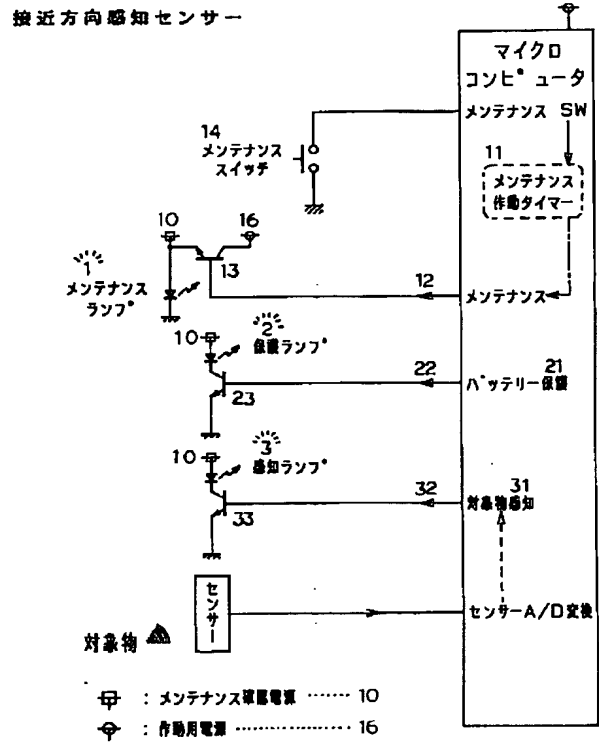 接近方向感知センサー
マイクロ
コンピュータ
メンテナンス SW
14
メンテナンス
スイッチ
11
メンテナンス
作動タイマー
10
16
1
メンテナンス
ランプ
13
12
メンテナンス
10
2
保護ランプ
23
22
21
バッテリー保護
10
3
感知ランプ
33
32
31
対象物感知
センサー
センサーA/D変換
対象物
: メンテナンス確認電源 ……… 10
: 作動用電源 ……………… 16